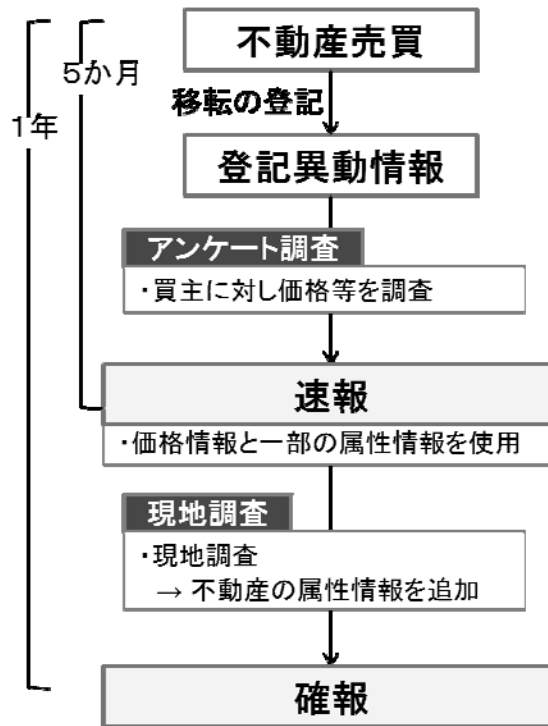 不動産売買
5か月
1年
移転の登記
登記異動情報
アンケート調査
・買主に対し価格等を調査
速報
・価格情報と一部の属性情報を使用
現地調査
・現地調査
→ 不動産の属性情報を追加
確報